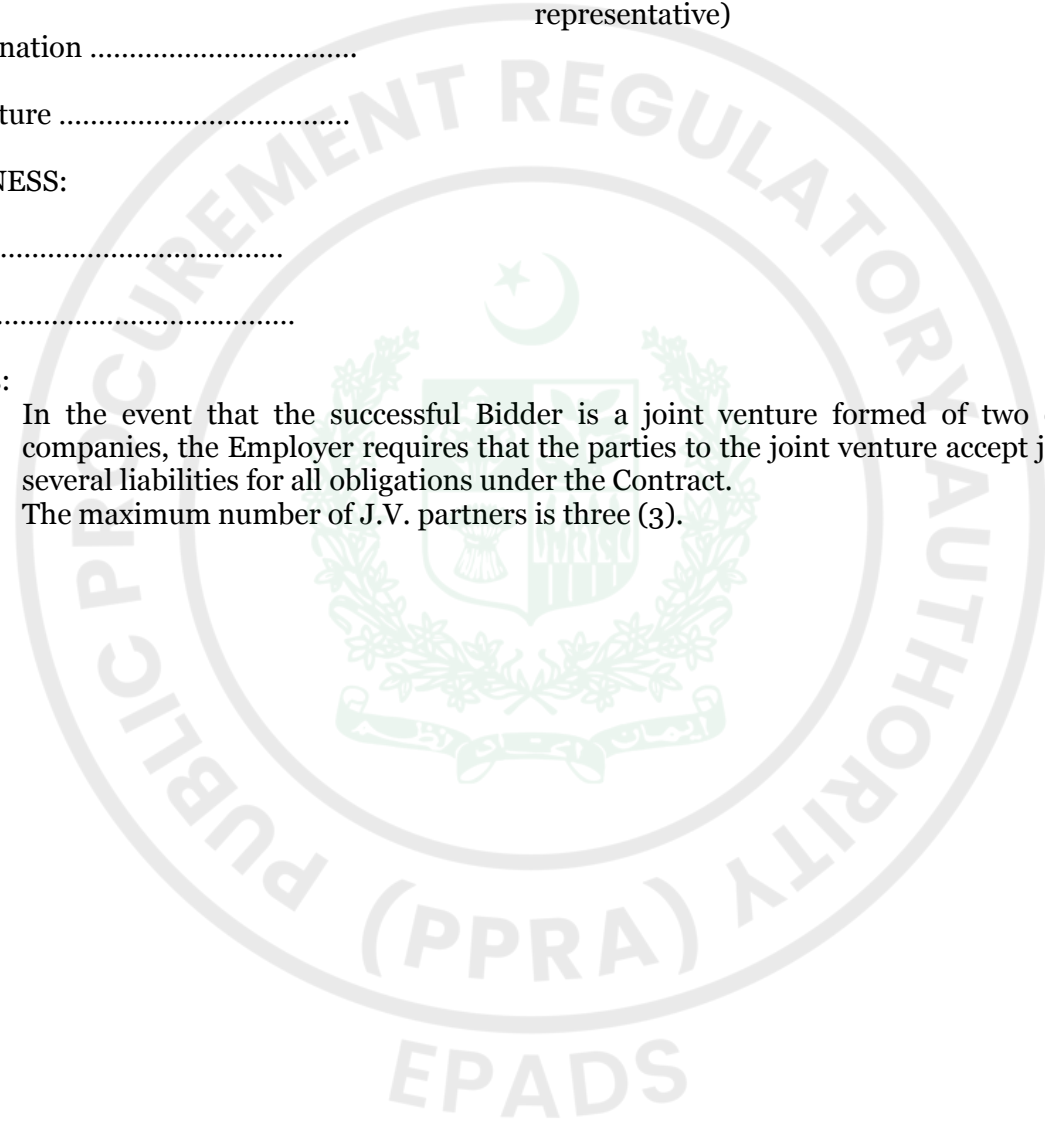 representative)
nation ……………………………
ture ………………………………
NESS:
………………………………
………………………………
:
In the event that the successful Bidder is a joint venture formed of two
companies, the Employer requires that the parties to the joint venture accept j
several liabilities for all obligations under the Contract.
The maximum number of J.V. partners is three (3).
PUBLIC PROCUREMENT REGULATORY AUTHORITY
(PPRA)
EPADS